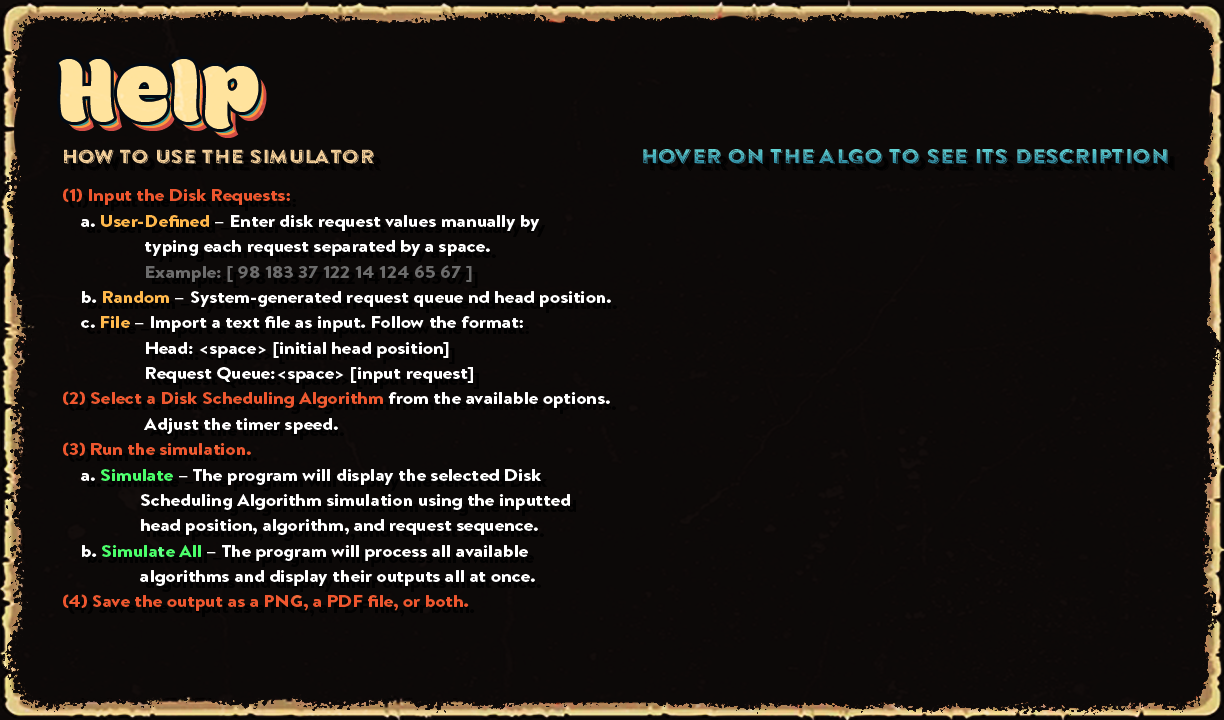 Help
HOW TO USE THE SIMULATOR
HOVER ON THE ALGO TO SEE ITS DESCRIPTION
(1) Input the Disk Requests:
a. User-Defined – Enter disk request values manually by
typing each request separated by a space.
Example: [ 98 183 37 122 14 124 65 67 ]
b. Random – System-generated request queue nd head position.
c. File – Import a text file as input. Follow the format:
Head: <space> [initial head position]
Request Queue:<space> [input request]
(2) Select a Disk Scheduling Algorithm from the available options.
Adjust the timer speed.
(3) Run the simulation.
a. Simulate – The program will display the selected Disk
Scheduling Algorithm simulation using the inputted
head position, algorithm, and request sequence.
b. Simulate All – The program will process all available
algorithms and display their outputs all at once.
(4) Save the output as a PNG, a PDF file, or both.